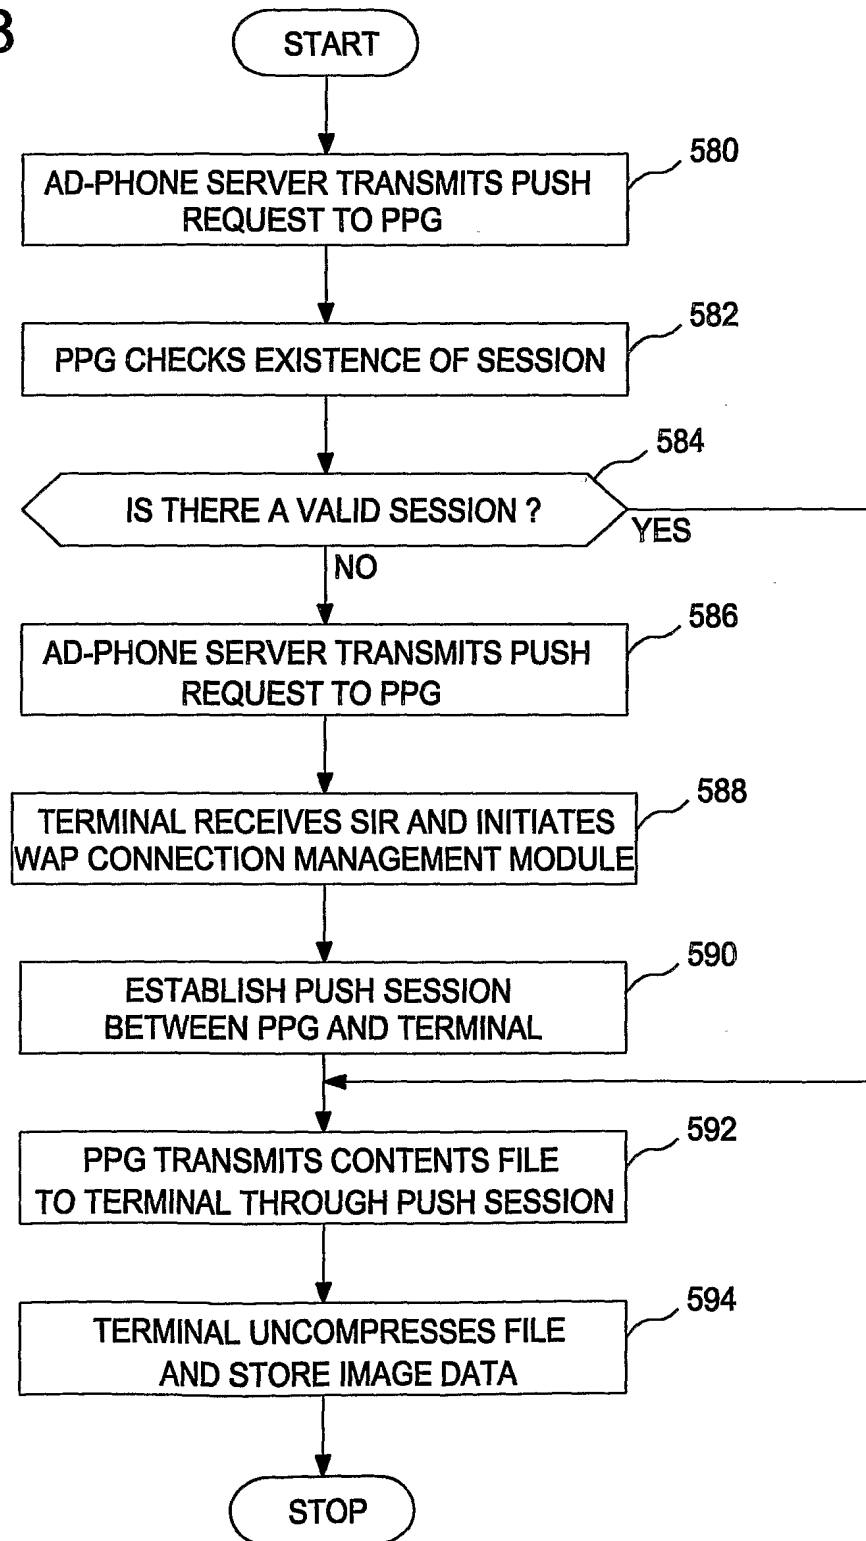 START
580
AD-PHONE SERVER TRANSMITS PUSH
REQUEST TO PPG
582
PPG CHECKS EXISTENCE OF SESSION
584
IS THERE A VALID SESSION ?
YES
NO
586
AD-PHONE SERVER TRANSMITS PUSH
REQUEST TO PPG
588
TERMINAL RECEIVES SIR AND INITIATES
WAP CONNECTION MANAGEMENT MODULE
590
ESTABLISH PUSH SESSION
BETWEEN PPG AND TERMINAL
592
PPG TRANSMITS CONTENTS FILE
TO TERMINAL THROUGH PUSH SESSION
594
TERMINAL UNCOMPRESSES FILE
AND STORE IMAGE DATA
STOP